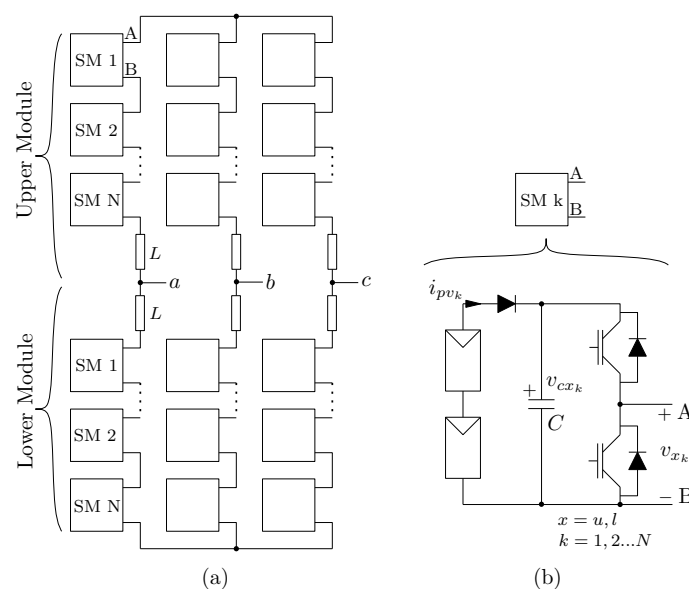 Upper Module
SM 1
A
B
SM 2
SM N
L
a
b
c
L
Lower Module
SM 1
SM 2
SM N
(a)
SM k
A
B
i_{pv_k}
+
v_{cx_k}
C
+ A
v_{x_k}
− B
x = u, l
k = 1, 2...N
(b)